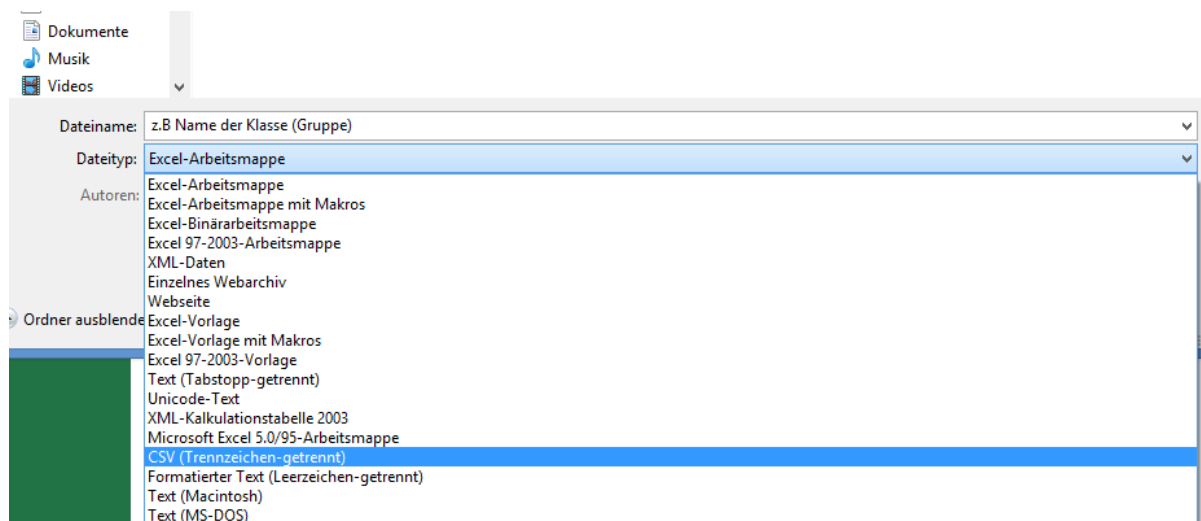 Dokumente
Musik
Videos
Dateiname: z.B Name der Klasse (Gruppe)
Dateityp: Excel-Arbeitsmappe
Autoren:
Excel-Arbeitsmappe
Excel-Arbeitsmappe mit Makros
Excel-Binärarbeitsmappe
Excel 97-2003-Arbeitsmappe
XML-Daten
Einzelnes Webarchiv
Webseite
Ordner ausblende
Excel-Vorlage
Excel-Vorlage mit Makros
Excel 97-2003-Vorlage
Text (Tabstopp-getrennt)
Unicode-Text
XML-Kalkulationstabelle 2003
Microsoft Excel 5.0/95-Arbeitsmappe
CSV (Trennzeichen-getrennt)
Formatierter Text (Leerzeichen-getrennt)
Text (Macintosh)
Text (MS-DOS)